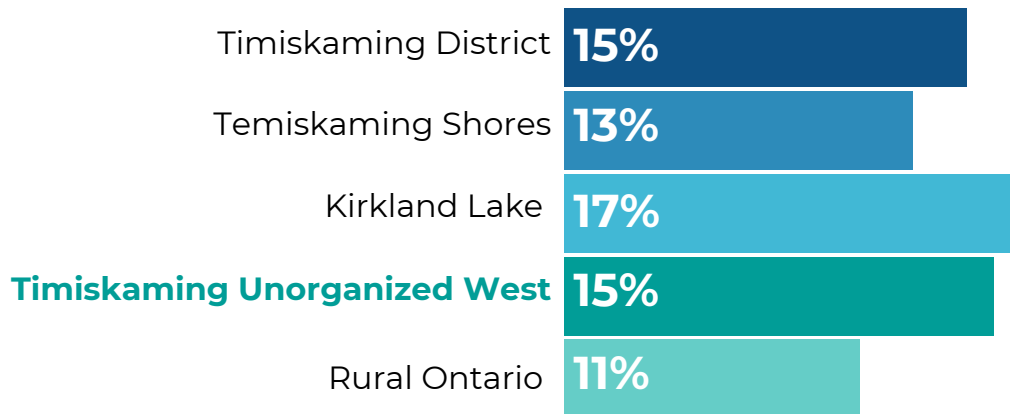 Timiskaming District 15%
Temiskaming Shores 13%
Kirkland Lake 17%
Timiskaming Unorganized West 15%
Rural Ontario 11%